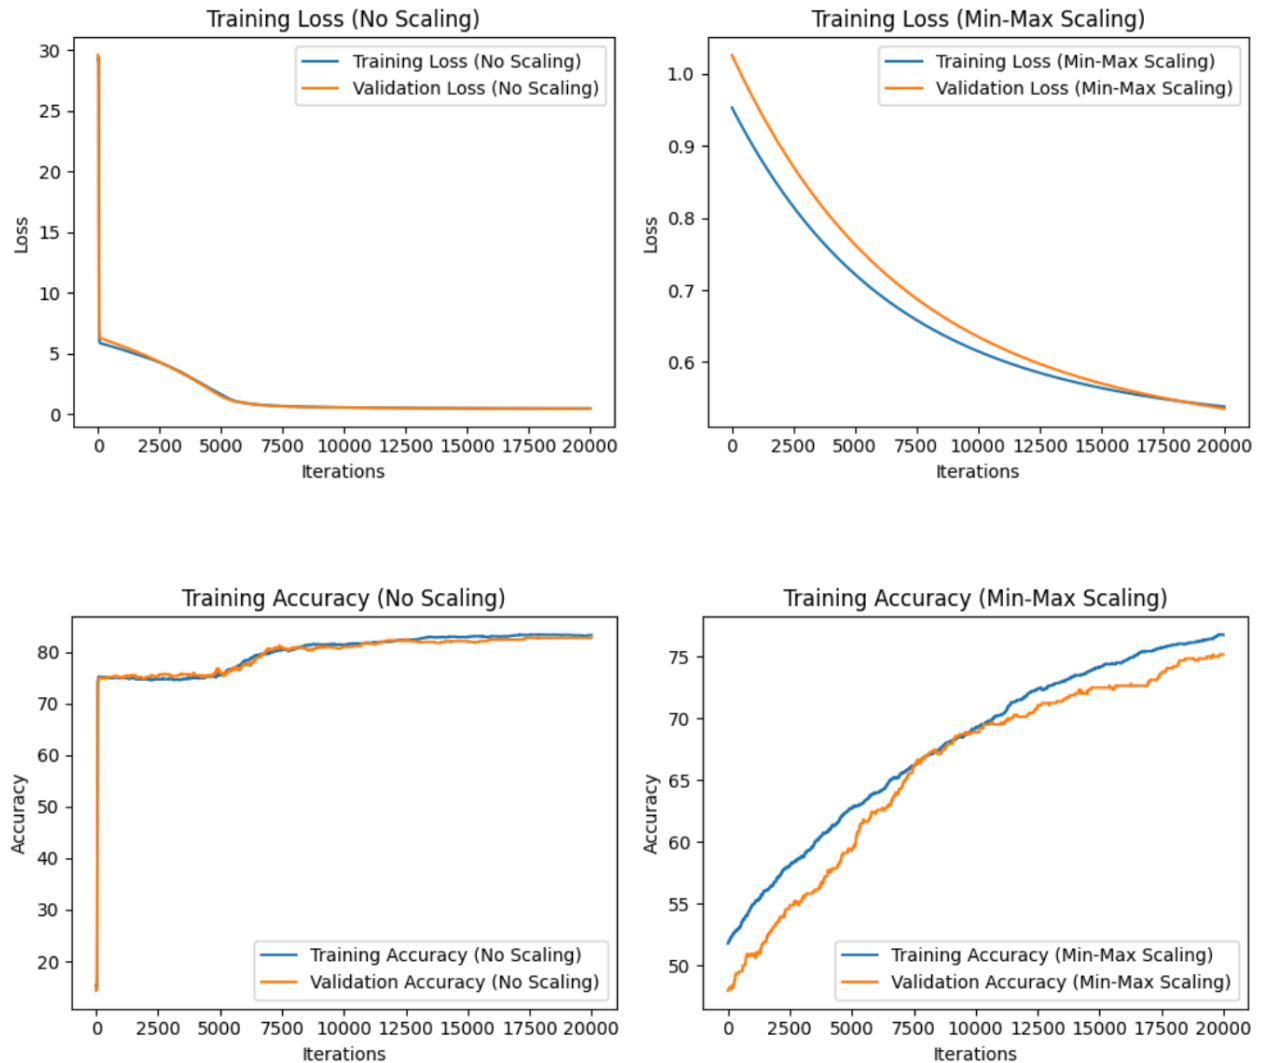 Training Loss (No Scaling)
30
25
20
15
10
5
0
Loss
Training Loss (No Scaling)
Validation Loss (No Scaling)
0 2500 5000 7500 10000 12500 15000 17500 20000
Iterations
Training Loss (Min-Max Scaling)
1.0
0.9
0.8
0.7
0.6
Loss
Training Loss (Min-Max Scaling)
Validation Loss (Min-Max Scaling)
0 2500 5000 7500 10000 12500 15000 17500 20000
Iterations
Training Accuracy (No Scaling)
80
70
60
50
40
30
20
Accuracy
Training Accuracy (No Scaling)
Validation Accuracy (No Scaling)
0 2500 5000 7500 10000 12500 15000 17500 20000
Iterations
Training Accuracy (Min-Max Scaling)
75
70
65
60
55
50
Accuracy
Training Accuracy (Min-Max Scaling)
Validation Accuracy (Min-Max Scaling)
0 2500 5000 7500 10000 12500 15000 17500 20000
Iterations